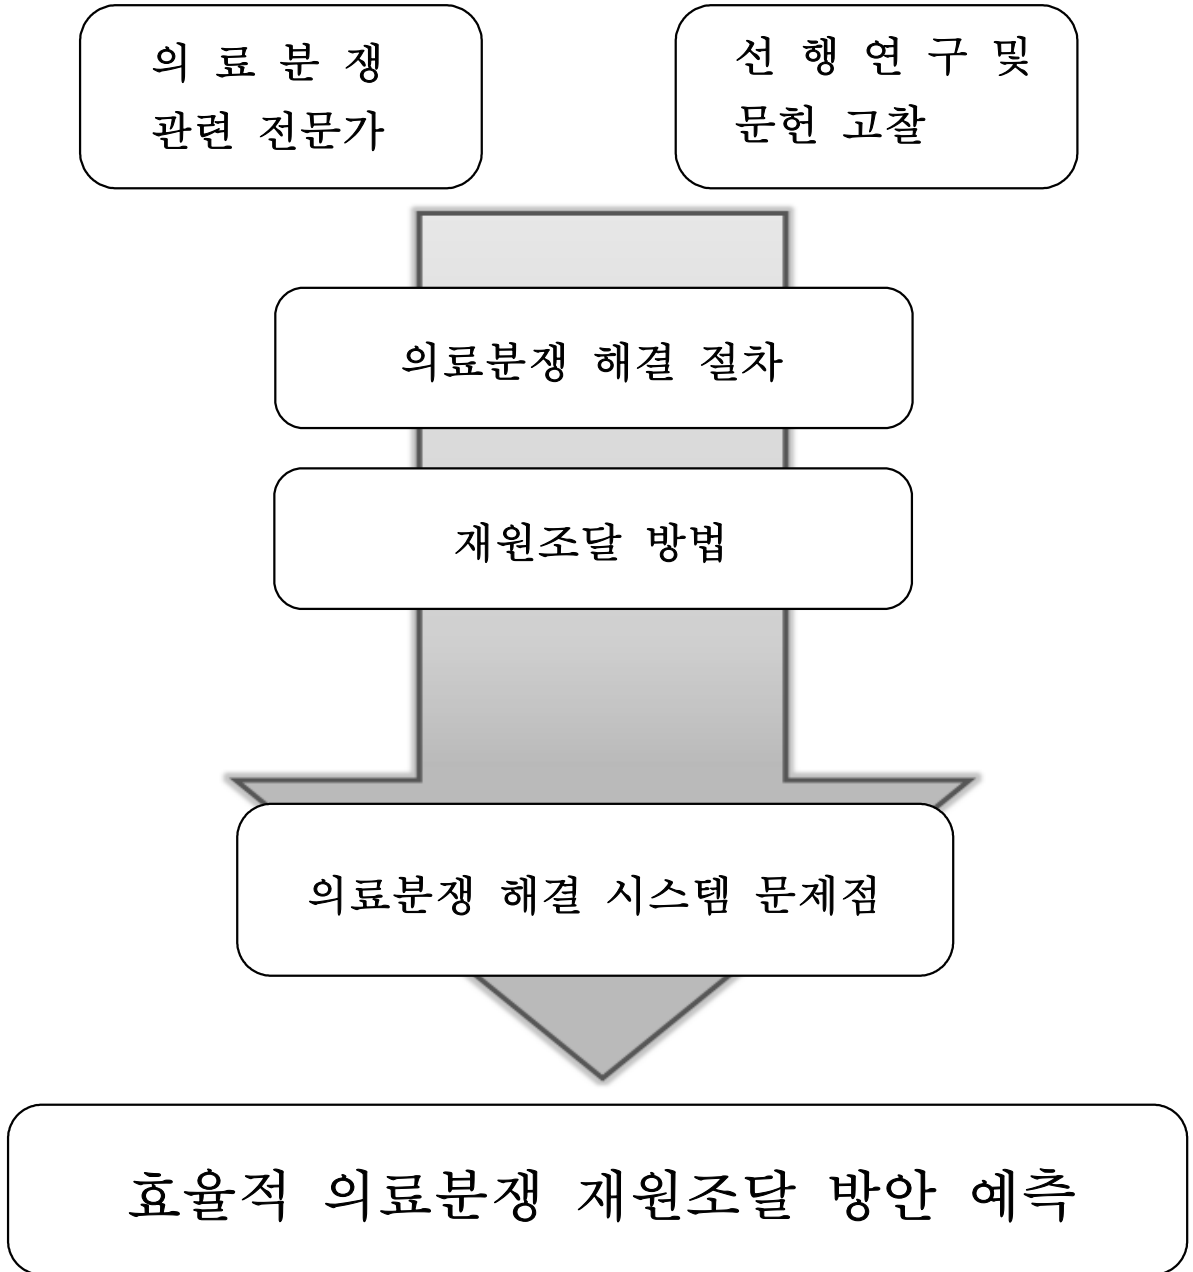 의 료 분 쟁
관련 전문가
선 행 연 구 및
문헌 고찰
의료분쟁 해결 절차
재원조달 방법
의료분쟁 해결 시스템 문제점
효율적 의료분쟁 재원조달 방안 예측